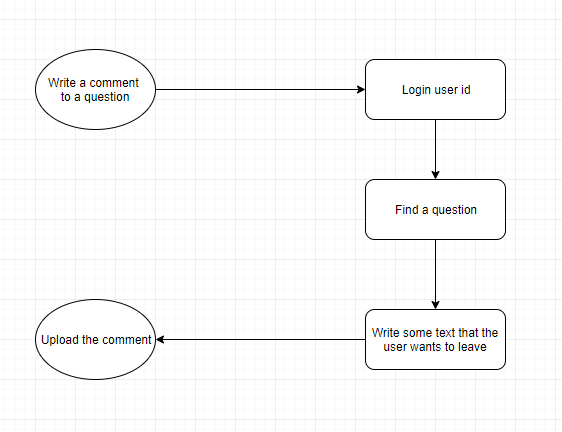 Write a comment
to a question
Login user id
Find a question
Write some text that the
user wants to leave
Upload the comment